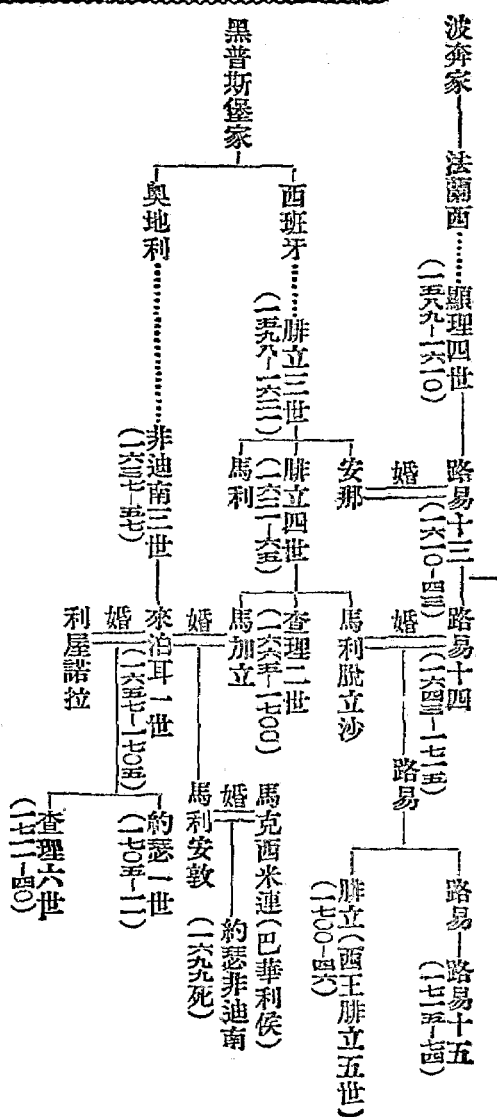 波奔家
法蘭西
顯理四世
(一五八九－一六一〇)
路易十三
(一六一〇－四三)
婚
路易十四
(一六四三－一七一五)
婚
路易
路易
路易十五
(一七一五－七四)
腓立(西王腓立五世)
(一七〇〇－四六)
黑普斯堡家
西班牙
腓立三世
(一五九八－一六二一)
安那
腓立四世
(一六二一－六五)
馬利
馬利脫立沙
查理二世
(一六六五－一七〇〇)
馬加立
婚
馬克西米連(巴華利侯)
婚
約瑟非迪南
(一六九九死)
馬利安敦
奧地利
非迪南三世
(一六三七－五七)
來泊耳一世
(一六五七－一七〇五)
婚
利屋諾拉
約瑟一世
(一七〇五－一一)
查理六世
(一七一一－四〇)